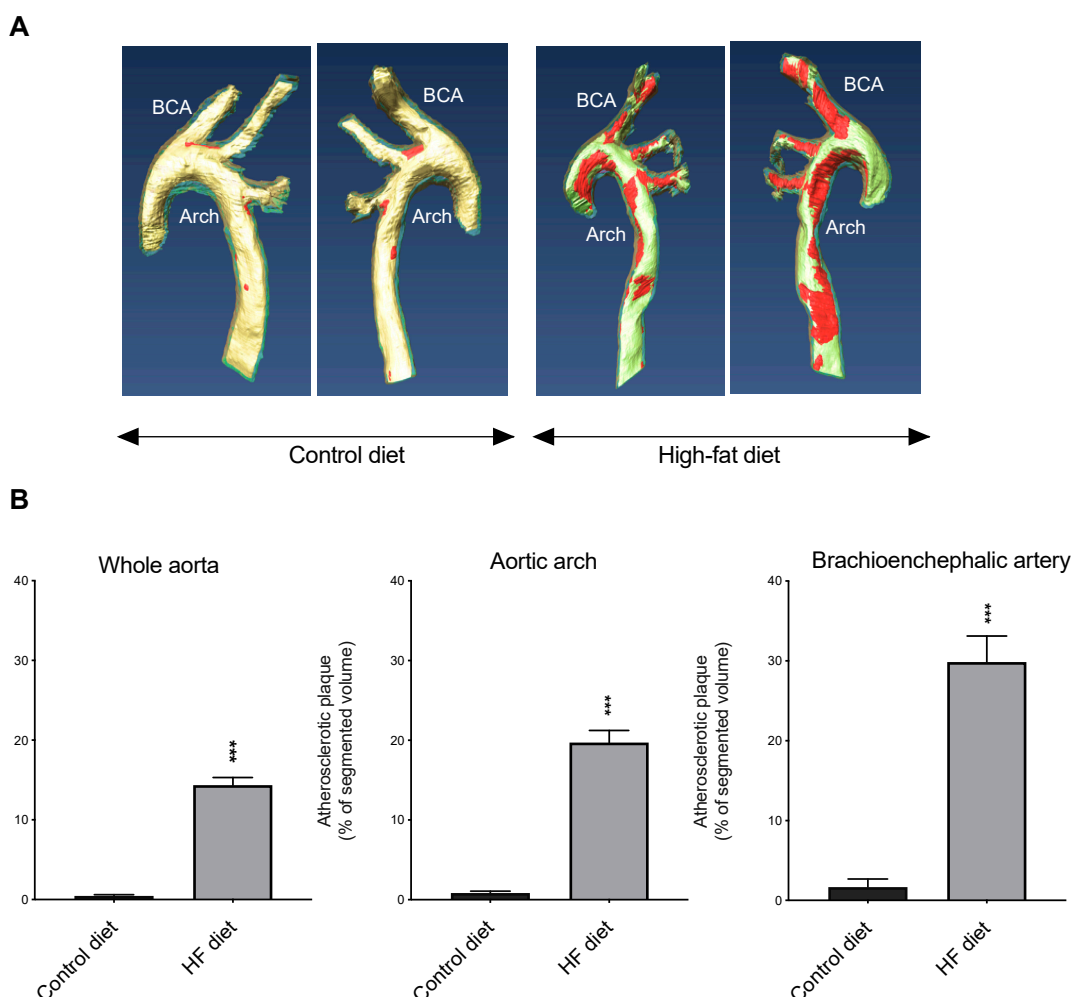 A
BCA
Arch
BCA
Arch
BCA
Arch
BCA
Arch
Control diet
High-fat diet
B
Whole aorta
40
30
20
10
0
***
Control diet
HF diet
Aortic arch
Atherosclerotic plaque
(% of segmented volume)
40
30
20
10
0
***
Control diet
HF diet
Brachioenchephalic artery
Atherosclerotic plaque
(% of segmented volume)
40
30
20
10
0
***
Control diet
HF diet